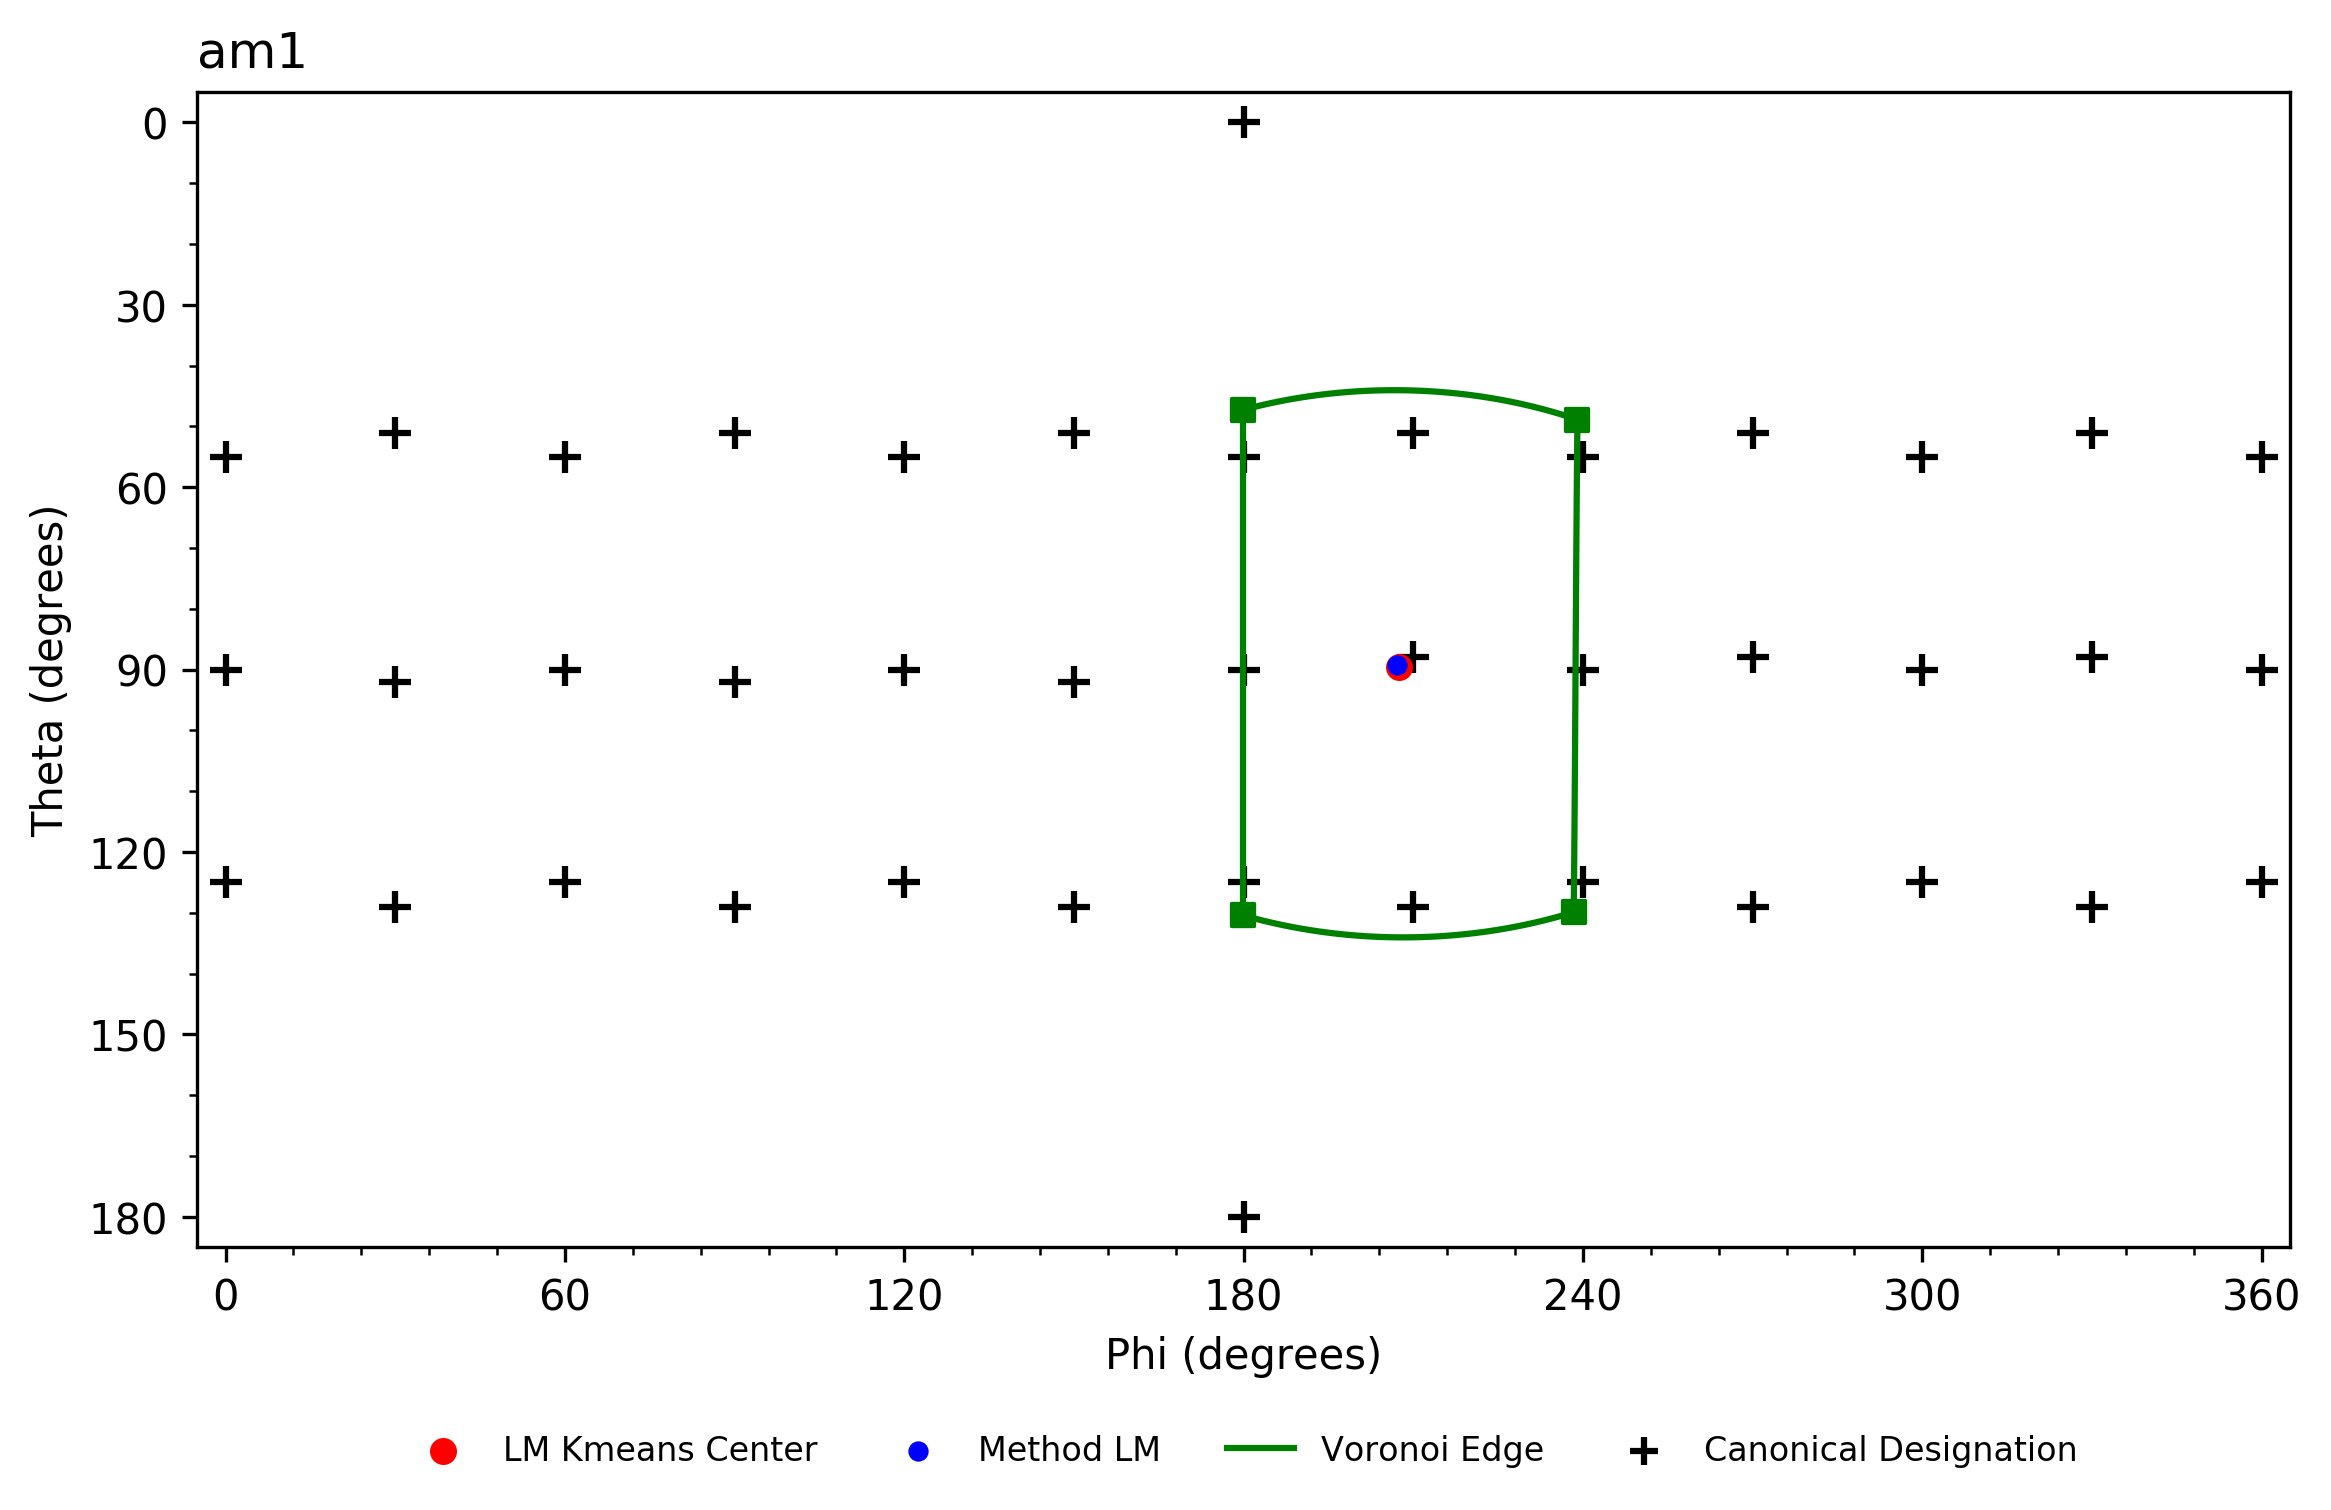 am1
0
30
60
90
120
150
180
Theta (degrees)
0 60 120 180 240 300 360
Phi (degrees)
LM Kmeans Center Method LM Voronoi Edge Canonical Designation